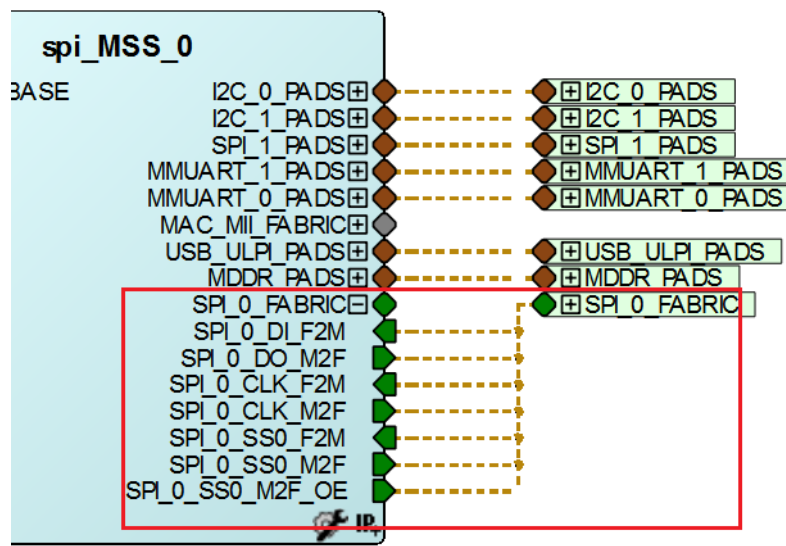 spi_MSS_0
BASE
I2C_0_PADS I2C_0_PADS
I2C_1_PADS I2C_1_PADS
SPI_1_PADS SPI_1_PADS
MMUART_1_PADS MMUART_1_PADS
MMUART_0_PADS MMUART_0_PADS
MAC_MII_FABRIC
USB_ULPI_PADS USB_ULPI_PADS
MDDR_PADS MDDR_PADS
SPI_0_FABRIC SPI_0_FABRIC
SPI_0_DI_F2M
SPI_0_DO_M2F
SPI_0_CLK_F2M
SPI_0_CLK_M2F
SPI_0_SS0_F2M
SPI_0_SS0_M2F
SPI_0_SS0_M2F_OE